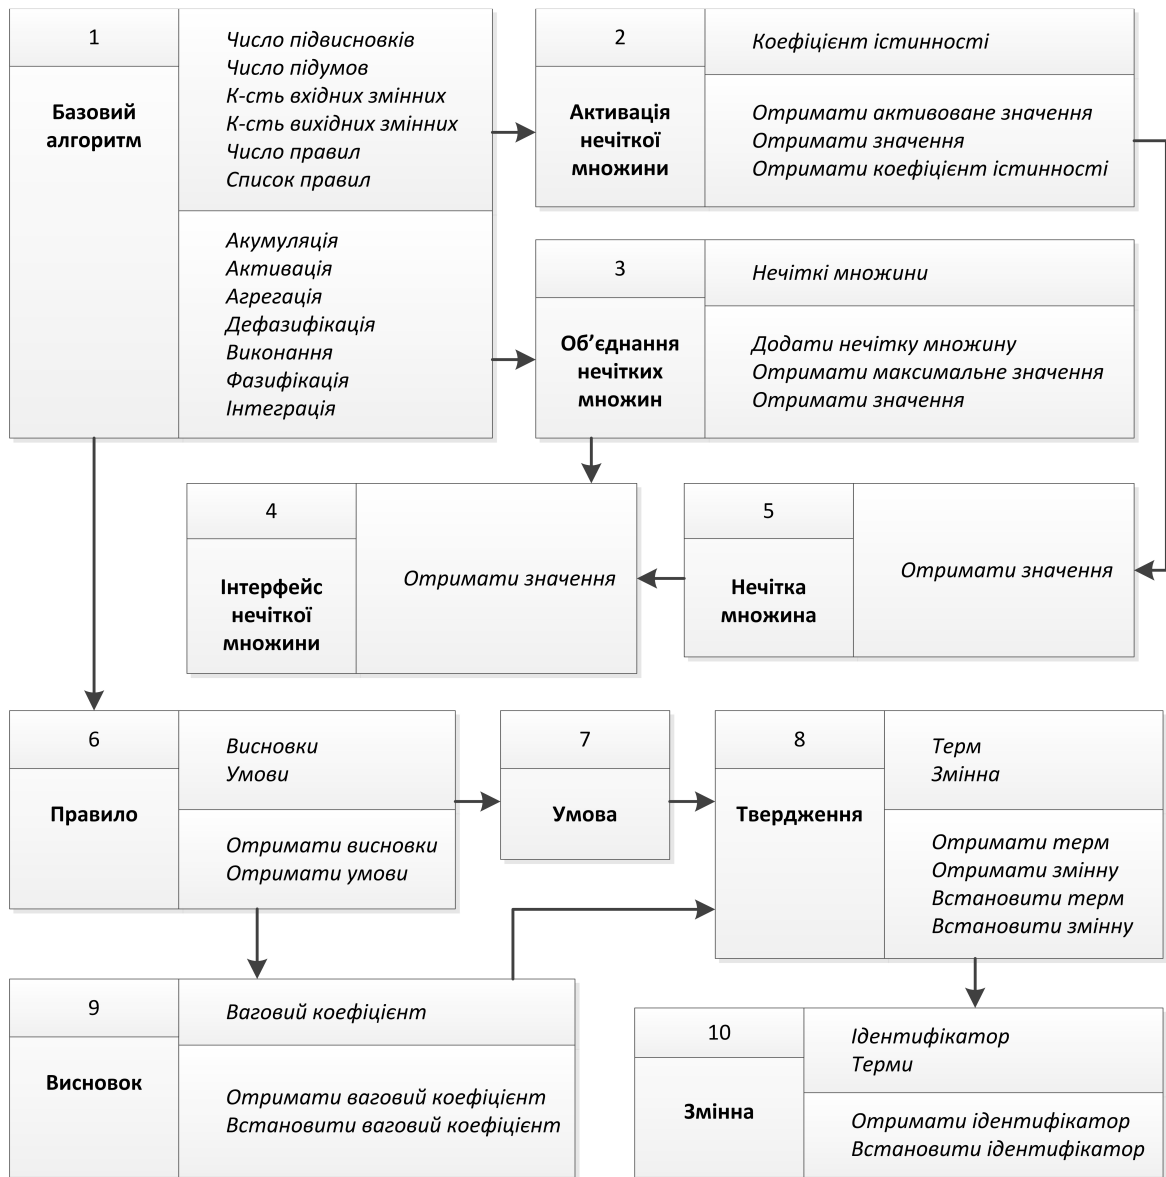 1
Базовий
алгоритм
Число підвисновків
Число підумов
К-сть вхідних змінних
К-сть вихідних змінних
Число правил
Список правил
Акумуляція
Активація
Агрегація
Дефазифікація
Виконання
Фазифікація
Інтеграція
2
Активація
нечіткої
множини
Коефіцієнт істинності
Отримати активоване значення
Отримати значення
Отримати коефіцієнт істинності
3
Об’єднання
нечітких
множин
Нечіткі множини
Додати нечітку множину
Отримати максимальне значення
Отримати значення
4
Інтерфейс
нечіткої
множини
Отримати значення
5
Нечітка
множина
Отримати значення
6
Правило
Висновки
Умови
Отримати висновки
Отримати умови
7
Умова
8
Твердження
Терм
Змінна
Отримати терм
Отримати змінну
Встановити терм
Встановити змінну
9
Висновок
Ваговий коефіцієнт
Отримати ваговий коефіцієнт
Встановити ваговий коефіцієнт
10
Змінна
Ідентифікатор
Терми
Отримати ідентифікатор
Встановити ідентифікатор